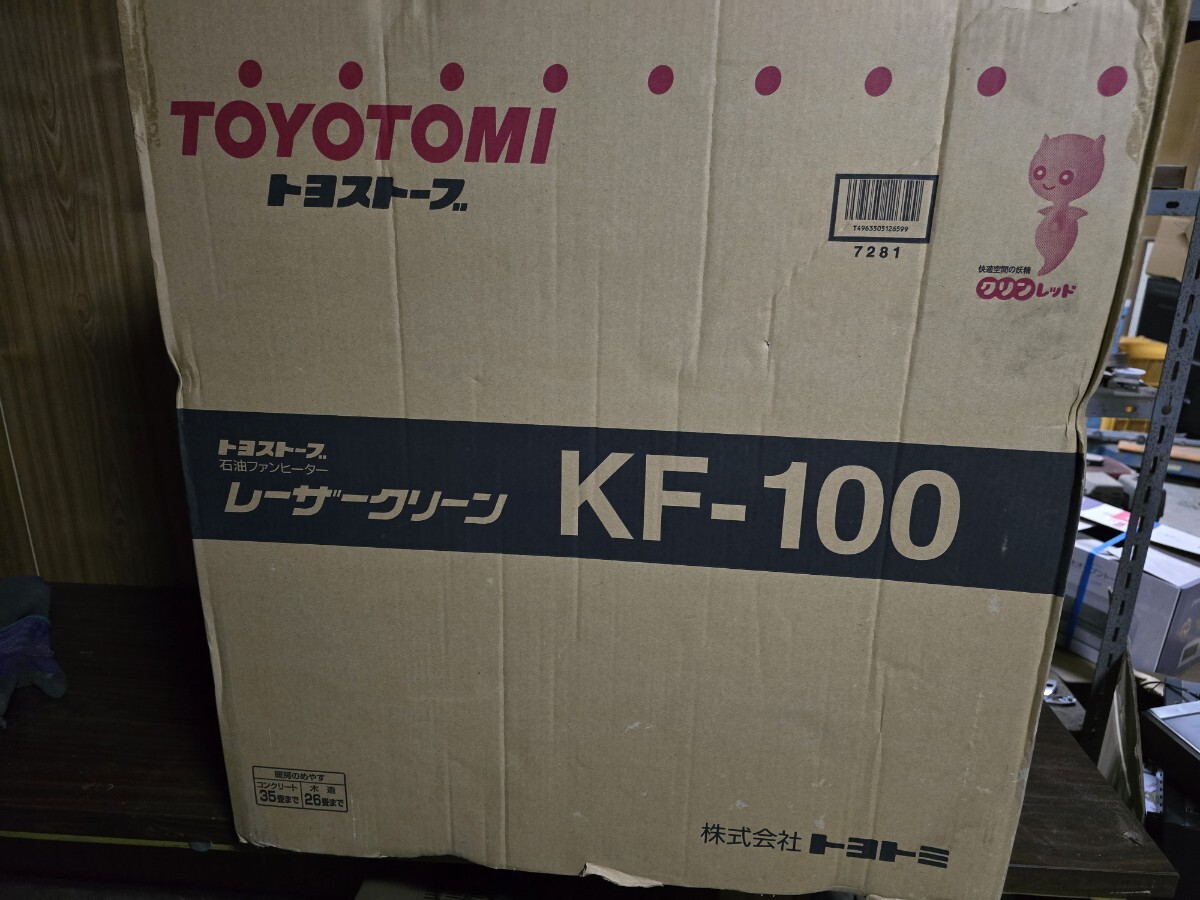 TOYOTOMI
トヨストーブ
T4963505126599
7281
快適空間の妖精
クリフレッド
トヨストーブ
石油ファンヒーター
レーザークリーン
KF-100
暖房のめやす
コンクリート 木造
35畳まで 26畳まで
株式会社 トヨトミ